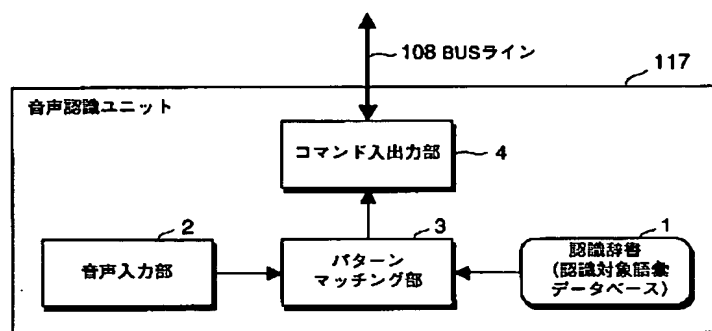 108 BUSライン
117
音声認識ユニット
コマンド入出力部
4
2
3
1
音声入力部
パターン
マッチング部
認識辞書
(認識対象語彙
データベース)